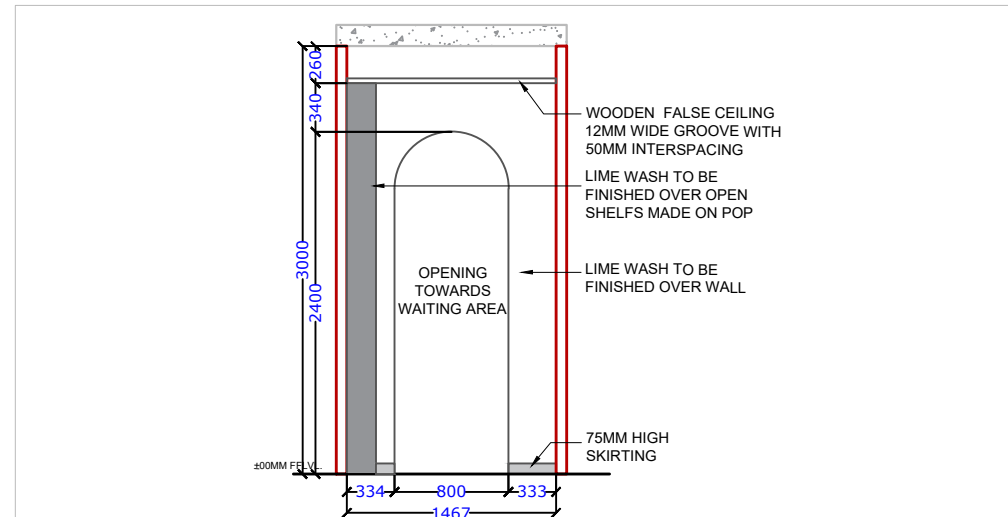 260
340
3000
2400
WOODEN FALSE CEILING
12MM WIDE GROOVE WITH
50MM INTERSPACING
LIME WASH TO BE
FINISHED OVER OPEN
SHELFS MADE ON POP
OPENING
TOWARDS
WAITING AREA
LIME WASH TO BE
FINISHED OVER WALL
75MM HIGH
SKIRTING
±00MM FFLVL.
334
800
333
1467